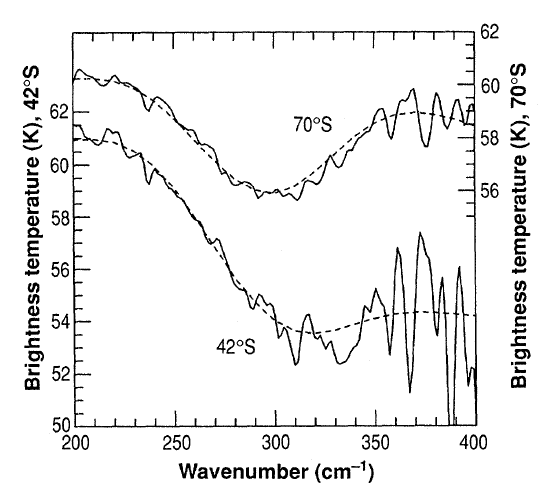 62
60
58
56
Brightness temperature (K), 70°S
62
60
58
56
54
52
50
Brightness temperature (K), 42°S
70°S
42°S
200 250 300 350 400
Wavenumber (cm⁻¹)